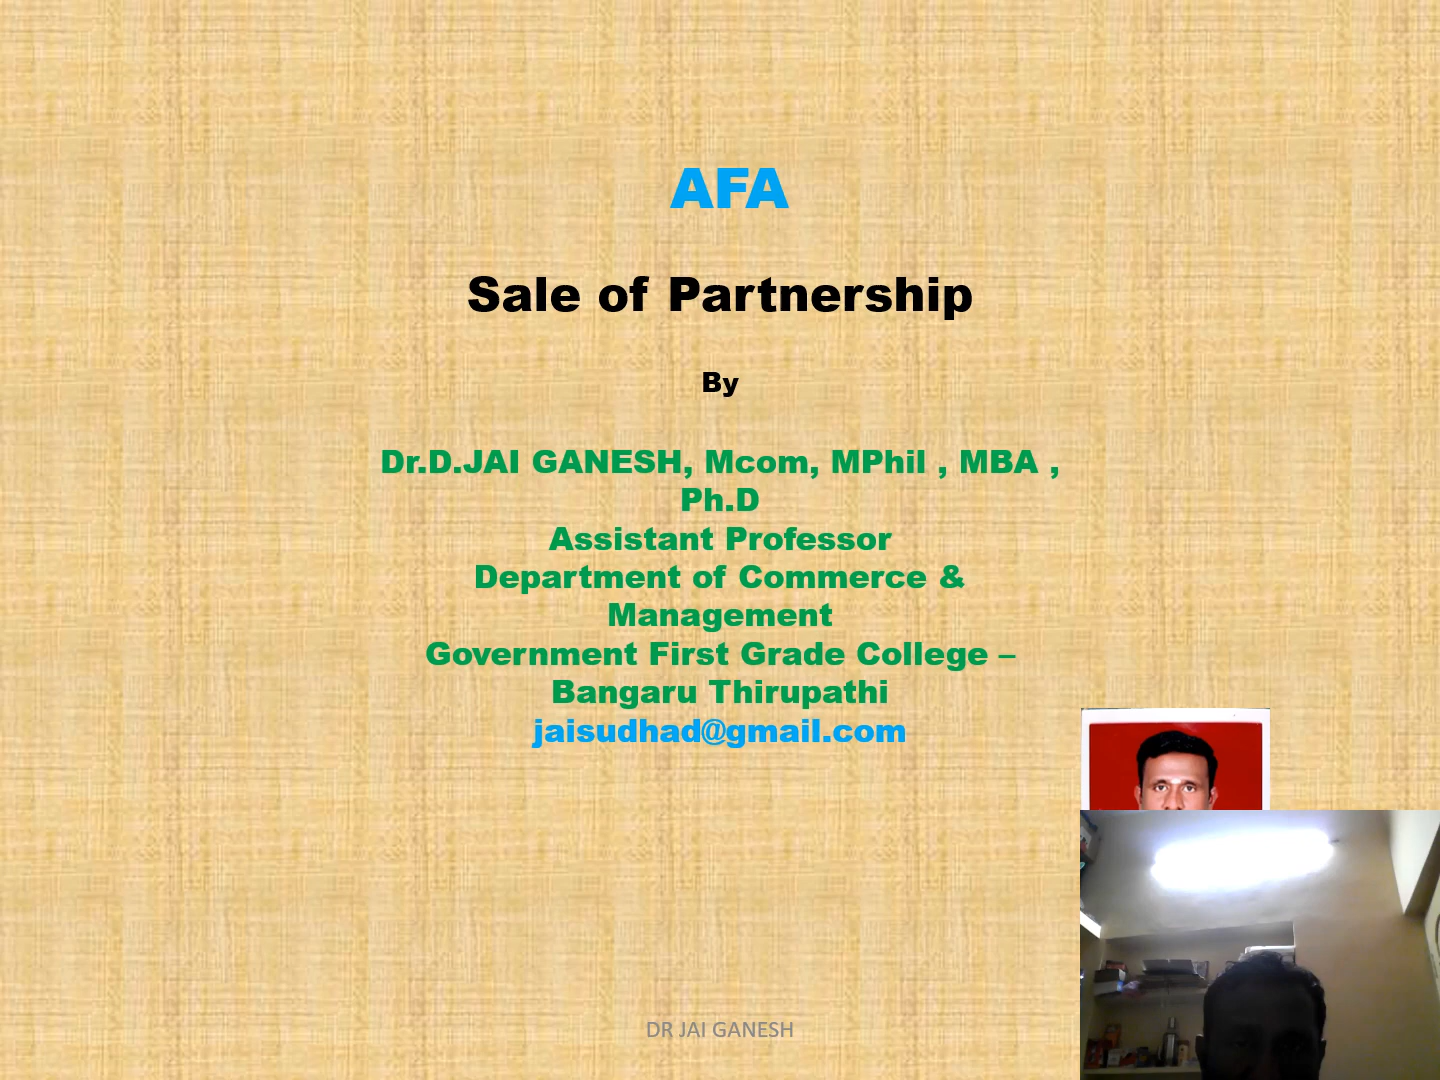 AFA
Sale of Partnership
By
Dr.D.JAI GANESH, Mcom, MPhil , MBA ,
Ph.D
Assistant Professor
Department of Commerce &
Management
Government First Grade College –
Bangaru Thirupathi
jaisudhad@gmail.com
DR JAI GANESH